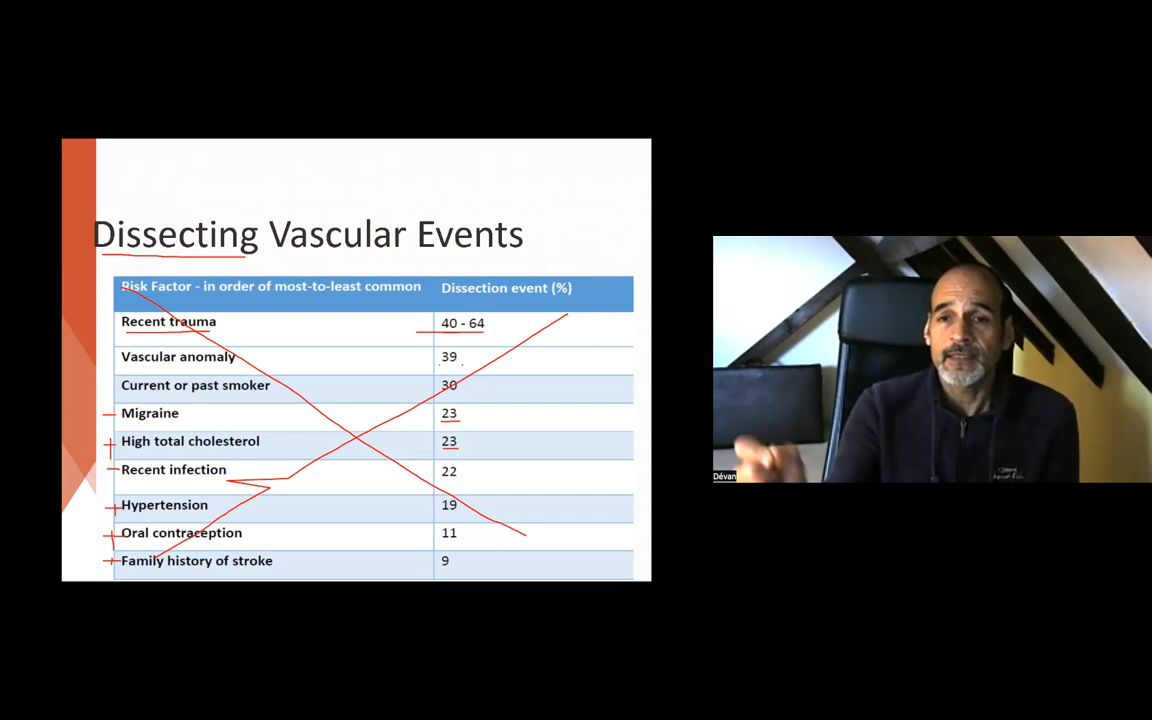 Dissecting Vascular Events
Risk Factor - in order of most-to-least common Dissection event (%)
Recent trauma 40 - 64
Vascular anomaly 39
Current or past smoker 30
Migraine 23
High total cholesterol 23
Recent infection 22
Hypertension 19
Oral contraception 11
Family history of stroke 9
Dévan